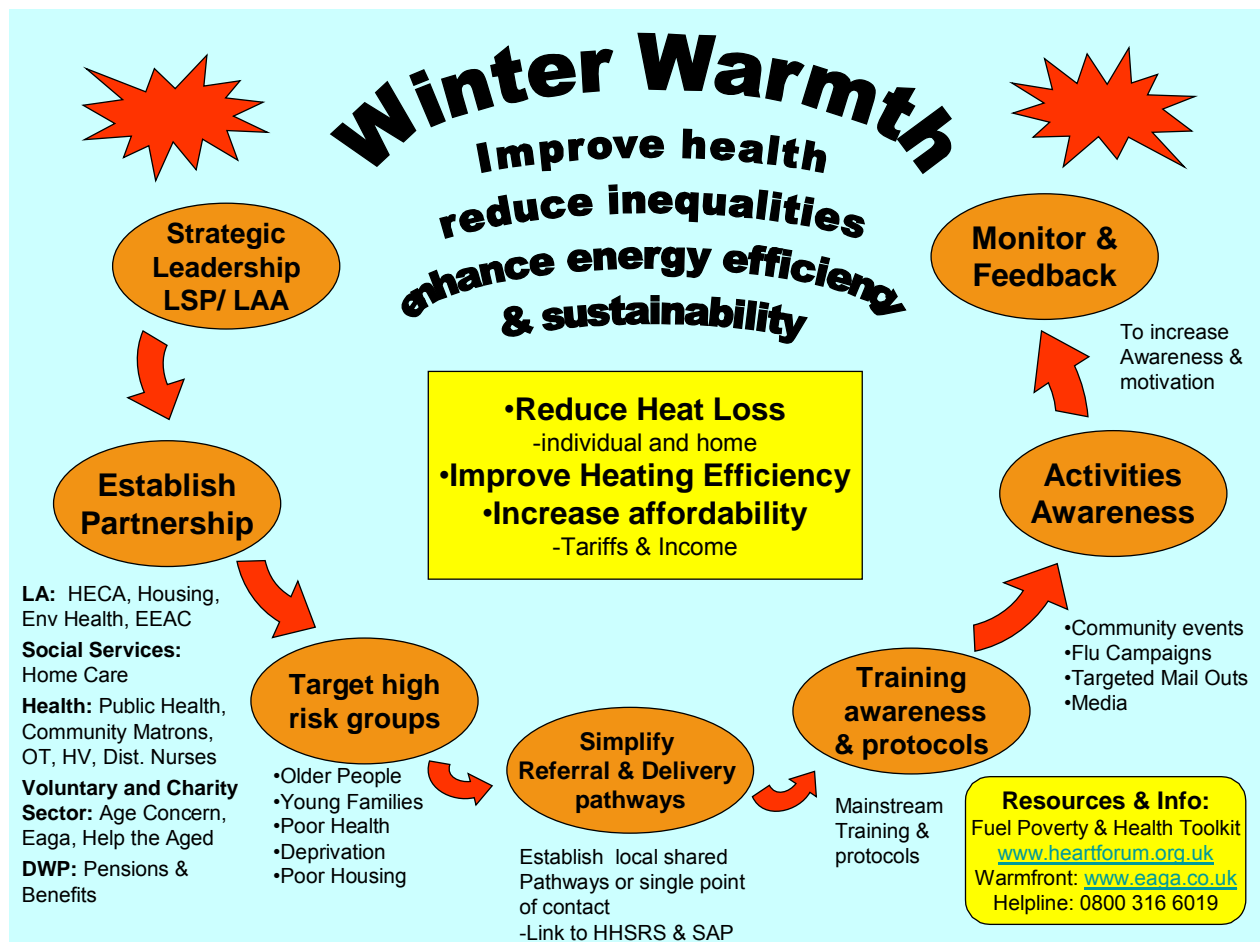 Winter Warmth
Improve health
reduce inequalities
enhance energy efficiency
& sustainability
Strategic
Leadership
LSP/ LAA
Establish
Partnership
LA: HECA, Housing,
Env Health, EEAC
Social Services:
Home Care
Health: Public Health,
Community Matrons,
OT, HV, Dist. Nurses
Voluntary and Charity
Sector: Age Concern,
Eaga, Help the Aged
DWP: Pensions &
Benefits
•Reduce Heat Loss
-individual and home
•Improve Heating Efficiency
•Increase affordability
-Tariffs & Income
Target high
risk groups
•Older People
•Young Families
•Poor Health
•Deprivation
•Poor Housing
Simplify
Referral & Delivery
pathways
Establish local shared
Pathways or single point
of contact
-Link to HHSRS & SAP
Training
awareness
& protocols
Mainstream
Training &
protocols
Activities
Awareness
•Community events
•Flu Campaigns
•Targeted Mail Outs
•Media
Monitor &
Feedback
To increase
Awareness &
motivation
Resources & Info:
Fuel Poverty & Health Toolkit
www.heartforum.org.uk
Warmfront: www.eaga.co.uk
Helpline: 0800 316 6019